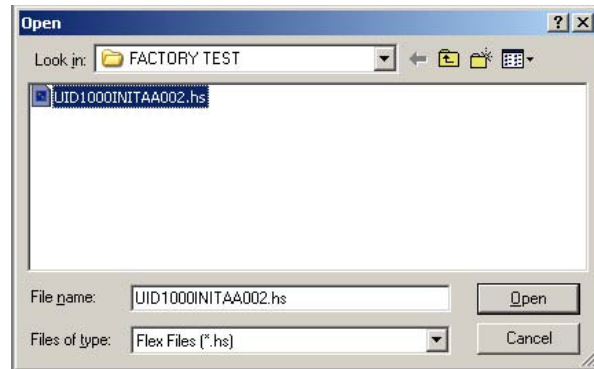 Open
Look in: FACTORY TEST
UID1000INITAA002.hs
File name: UID1000INITAA002.hs Open
Files of type: Flex Files (*.hs) Cancel